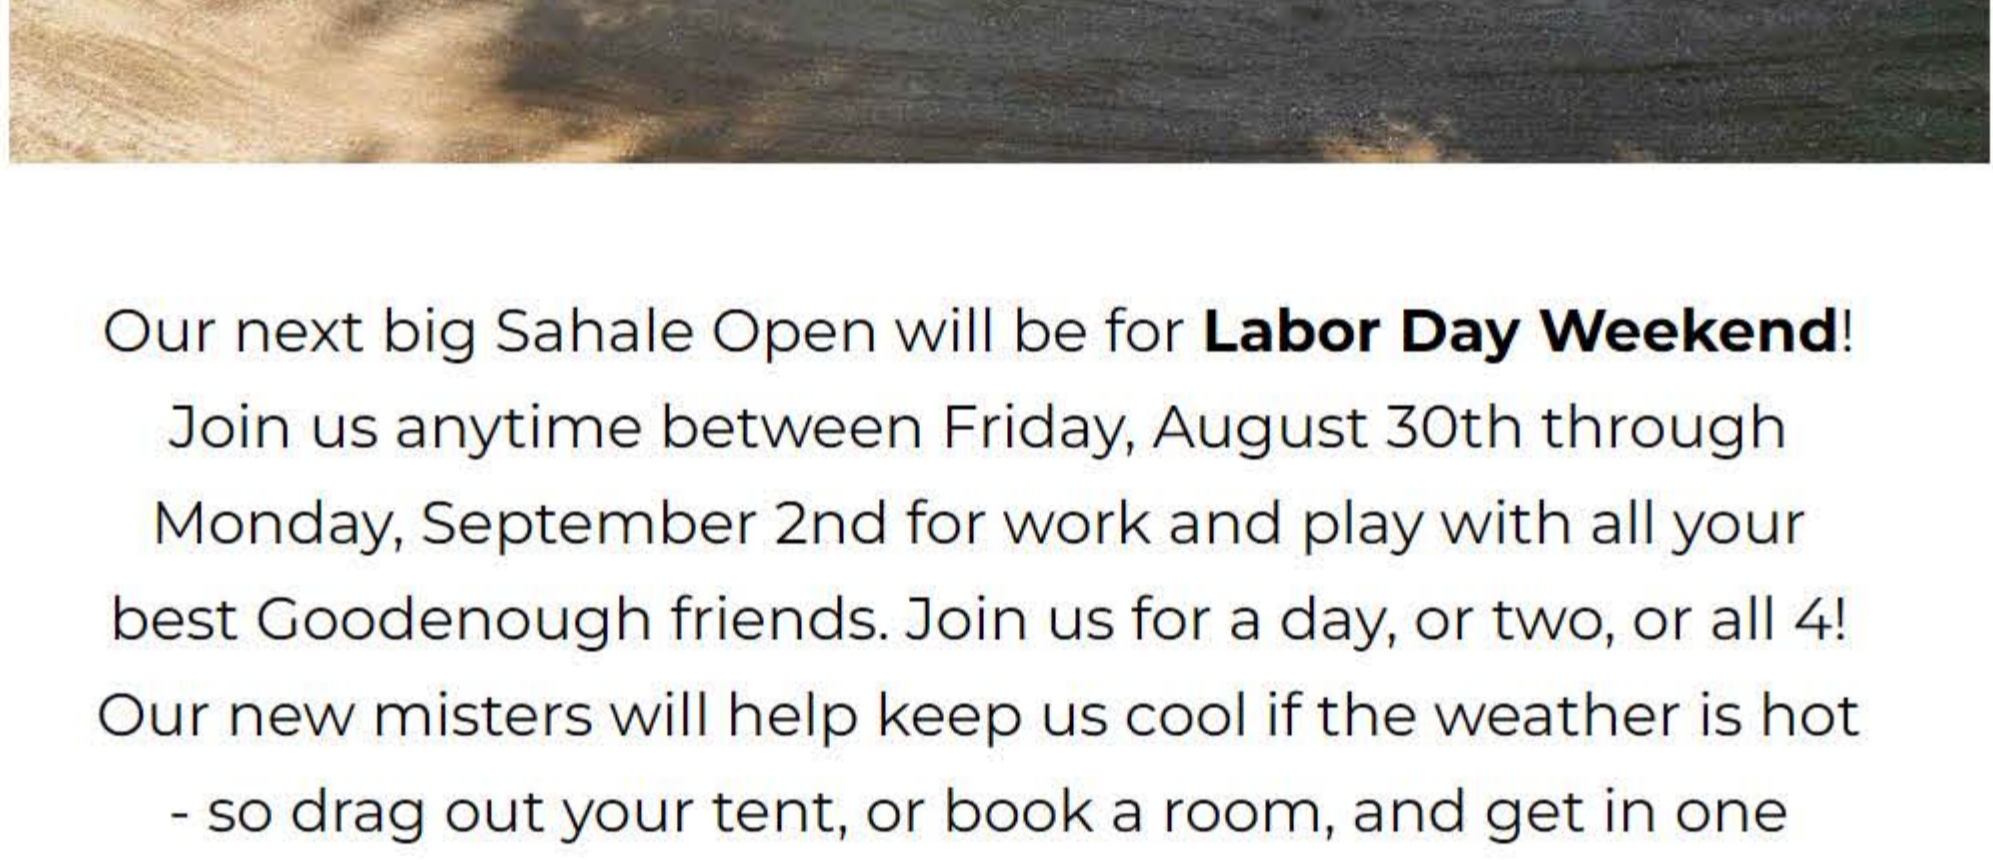 Our next big Sahale Open will be for Labor Day Weekend!
Join us anytime between Friday, August 30th through
Monday, September 2nd for work and play with all your
best Goodenough friends. Join us for a day, or two, or all 4!
Our new misters will help keep us cool if the weather is hot
- so drag out your tent, or book a room, and get in one